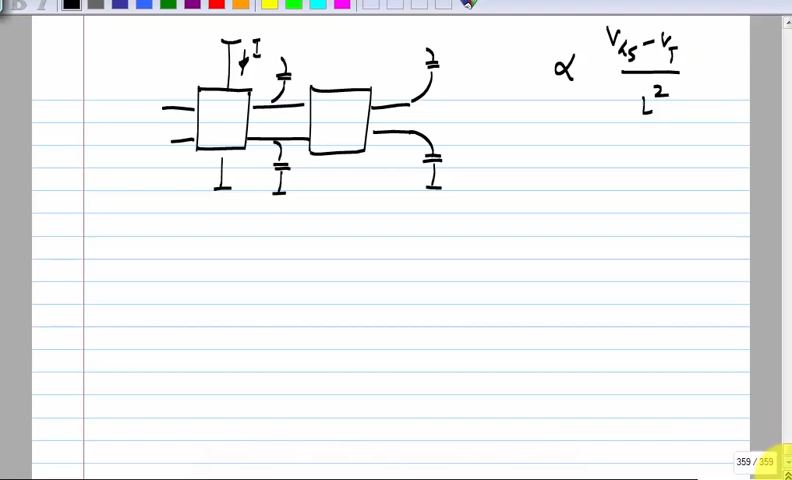 I
∝ V_GS - V_T
L²
359 / 359